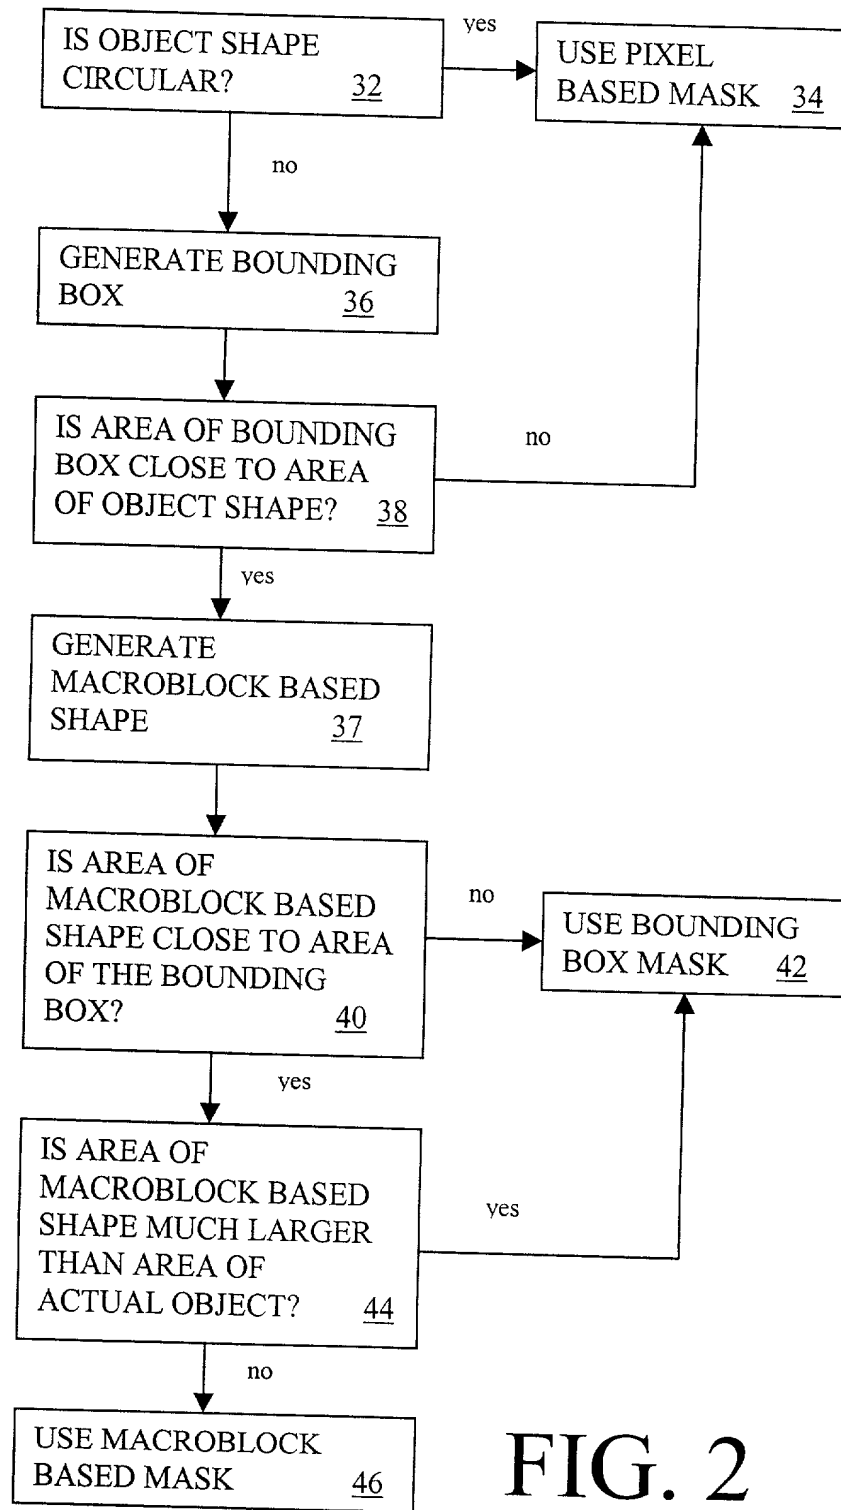 IS OBJECT SHAPE
CIRCULAR? 32
yes
USE PIXEL
BASED MASK 34
no
GENERATE BOUNDING
BOX 36
IS AREA OF BOUNDING
BOX CLOSE TO AREA
OF OBJECT SHAPE? 38
no
yes
GENERATE
MACROBLOCK BASED
SHAPE 37
IS AREA OF
MACROBLOCK BASED
SHAPE CLOSE TO AREA
OF THE BOUNDING
BOX? 40
no
USE BOUNDING
BOX MASK 42
yes
IS AREA OF
MACROBLOCK BASED
SHAPE MUCH LARGER
THAN AREA OF
ACTUAL OBJECT? 44
yes
no
USE MACROBLOCK
BASED MASK 46
FIG. 2